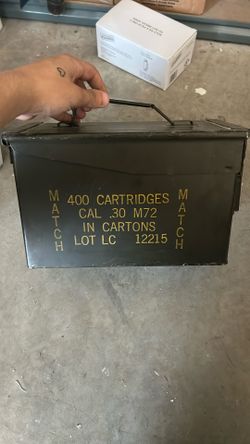 MATCH
400 CARTRIDGES
CAL .30 M72
IN CARTONS
LOT LC 12215
MATCH